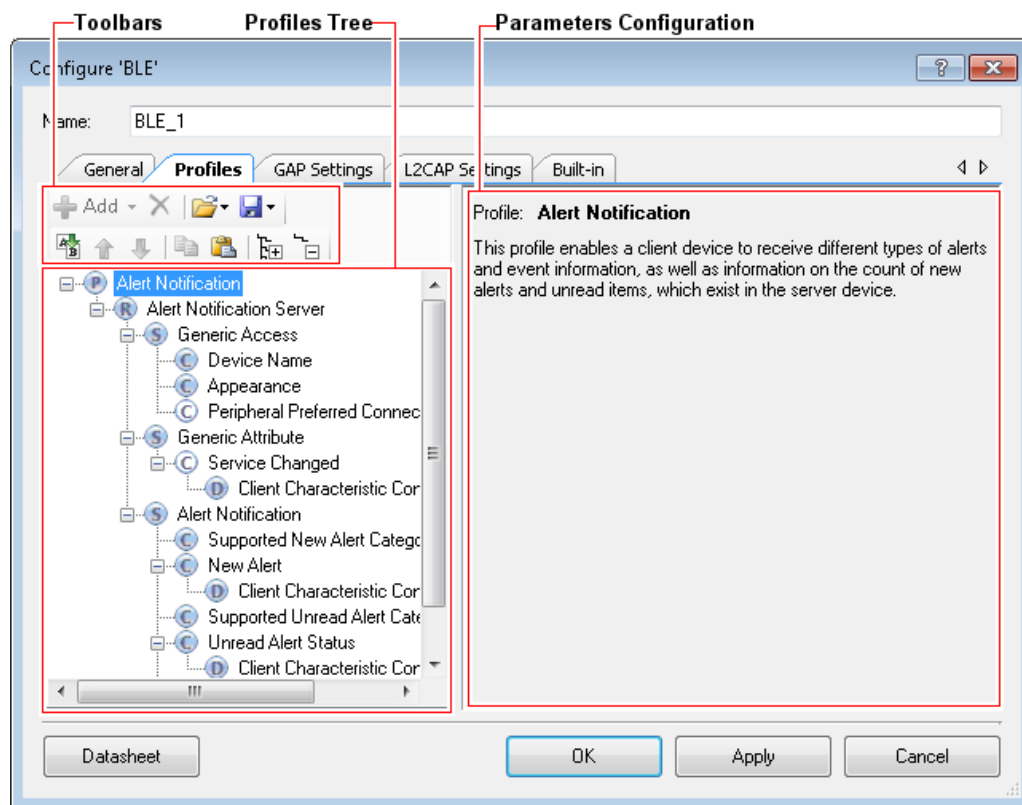 Toolbars Profiles Tree Parameters Configuration
Configure 'BLE'
Name: BLE_1
General Profiles GAP Settings L2CAP Settings Built-in
Add
Profile: Alert Notification
This profile enables a client device to receive different types of alerts
and event information, as well as information on the count of new
alerts and unread items, which exist in the server device.
P Alert Notification
R Alert Notification Server
S Generic Access
C Device Name
C Appearance
C Peripheral Preferred Connec
S Generic Attribute
C Service Changed
D Client Characteristic Cor
S Alert Notification
C Supported New Alert Catego
C New Alert
D Client Characteristic Cor
C Supported Unread Alert Cate
C Unread Alert Status
D Client Characteristic Cor
Datasheet OK Apply Cancel